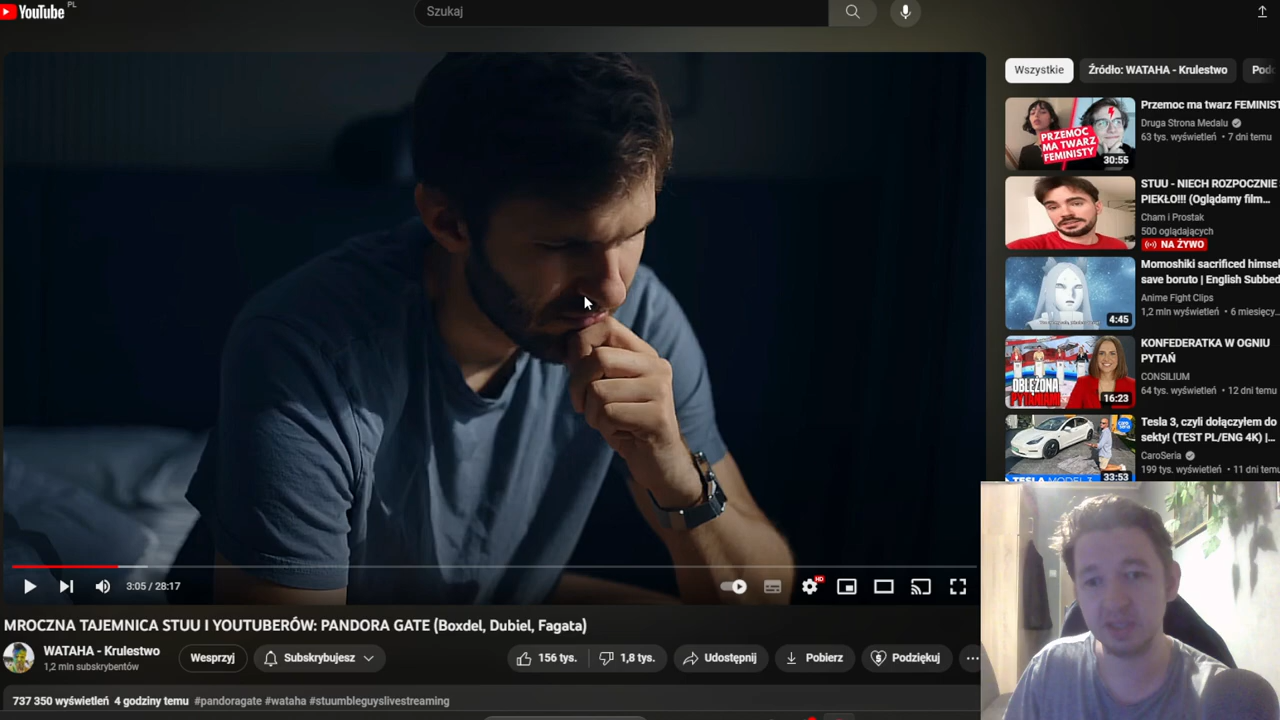 YouTube PL
Szukaj
Wszystkie
Źródło: WATAHA - Krulestwo
PRZEMOC
MA TWARZ
FEMINISTY
30:55
Przemoc ma twarz FEMINIST
Druga Strona Medalu
63 tys. wyświetleń • 7 dni temu
STUU - NIECH ROZPOCZNIE
PIEKŁO!!! (Oglądamy film...
Cham i Prostak
500 oglądających
NA ŻYWO
4:45
Momoshiki sacrificed himse
save boruto | English Subbed
Anime Fight Clips
1,2 mln wyświetleń • 6 miesięcy...
OBLĘŻONA
PYTANIAMI
16:23
KONFEDERATKA W OGNIU
PYTAŃ
CONSILIUM
64 tys. wyświetleń • 12 dni temu
33:53
Tesla 3, czyli dołączyłem do
sekty! (TEST PL/ENG 4K) |...
CaroSeria
199 tys. wyświetleń • 11 dni temu
3:05 / 28:17
HD
MROCZNA TAJEMNICA STUU I YOUTUBERÓW: PANDORA GATE (Boxdel, Dubiel, Fagata)
WATAHA - Krulestwo
1,2 mln subskrybentów
Wesprzyj
Subskrybujesz
156 tys.
1,8 tys.
Udostępnij
Pobierz
Podziękuj
737 350 wyświetleń 4 godziny temu #pandoragate #wataha #stuumbleguyslivestreaming